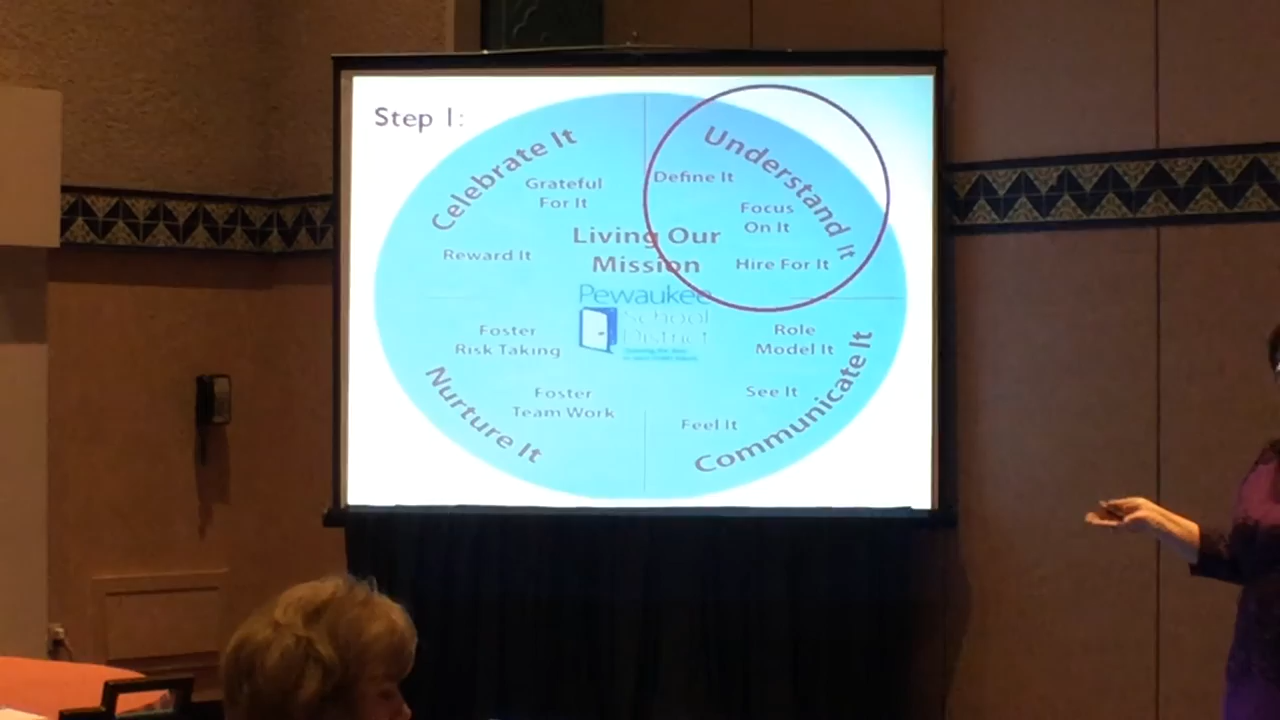 Step 1:
Celebrate It
Grateful
For It
Reward It
Understand It
Define It
Focus
On It
Hire For It
Living Our
Mission
Pewaukee
School
District
Foster
Risk Taking
Foster
Team Work
Nurture It
Role
Model It
See It
Feel It
Communicate It